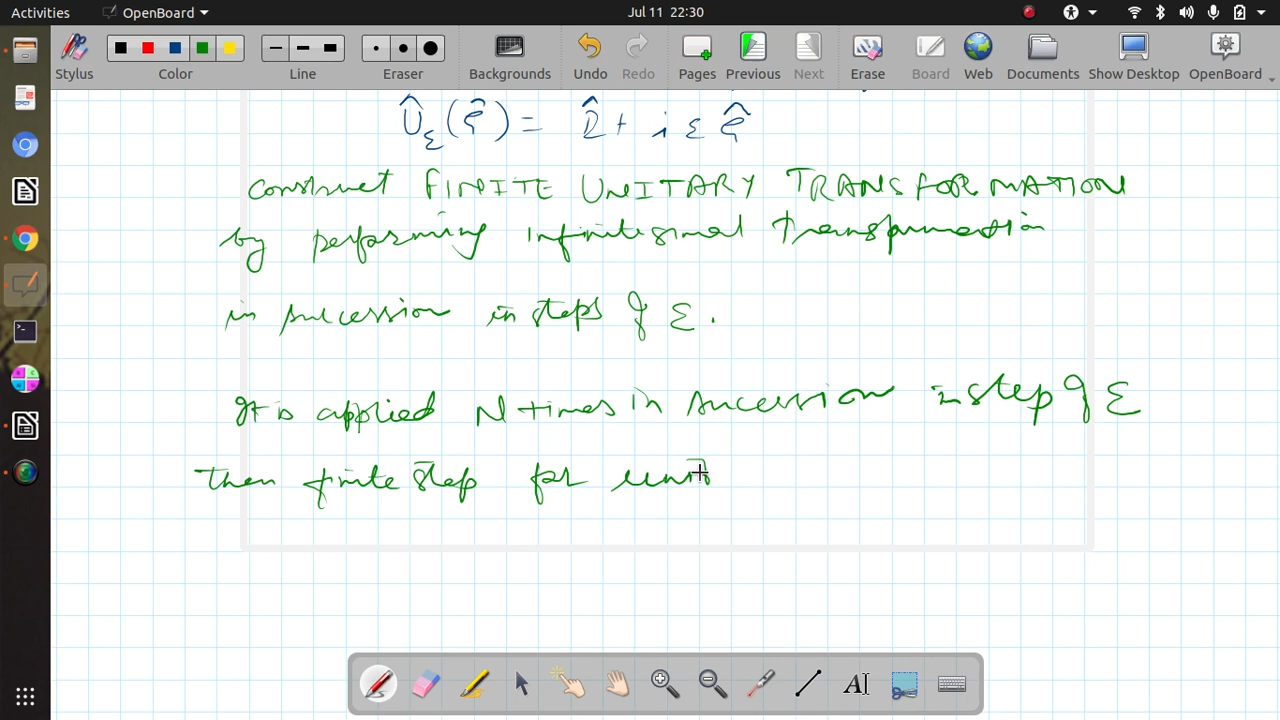 Activities OpenBoard Jul 11 22:30
Stylus Color Line Eraser Backgrounds Undo Redo Pages Previous Next Erase Board Web Documents Show Desktop OpenBoard
Û_ε(Ĝ) = Î + i ε Ĝ
construct FINITE UNITARY TRANSFORMATION
by performing infinitesimal transformation
in succession in steps of ε.
It is applied N times in succession in step of ε
then finite step for unit